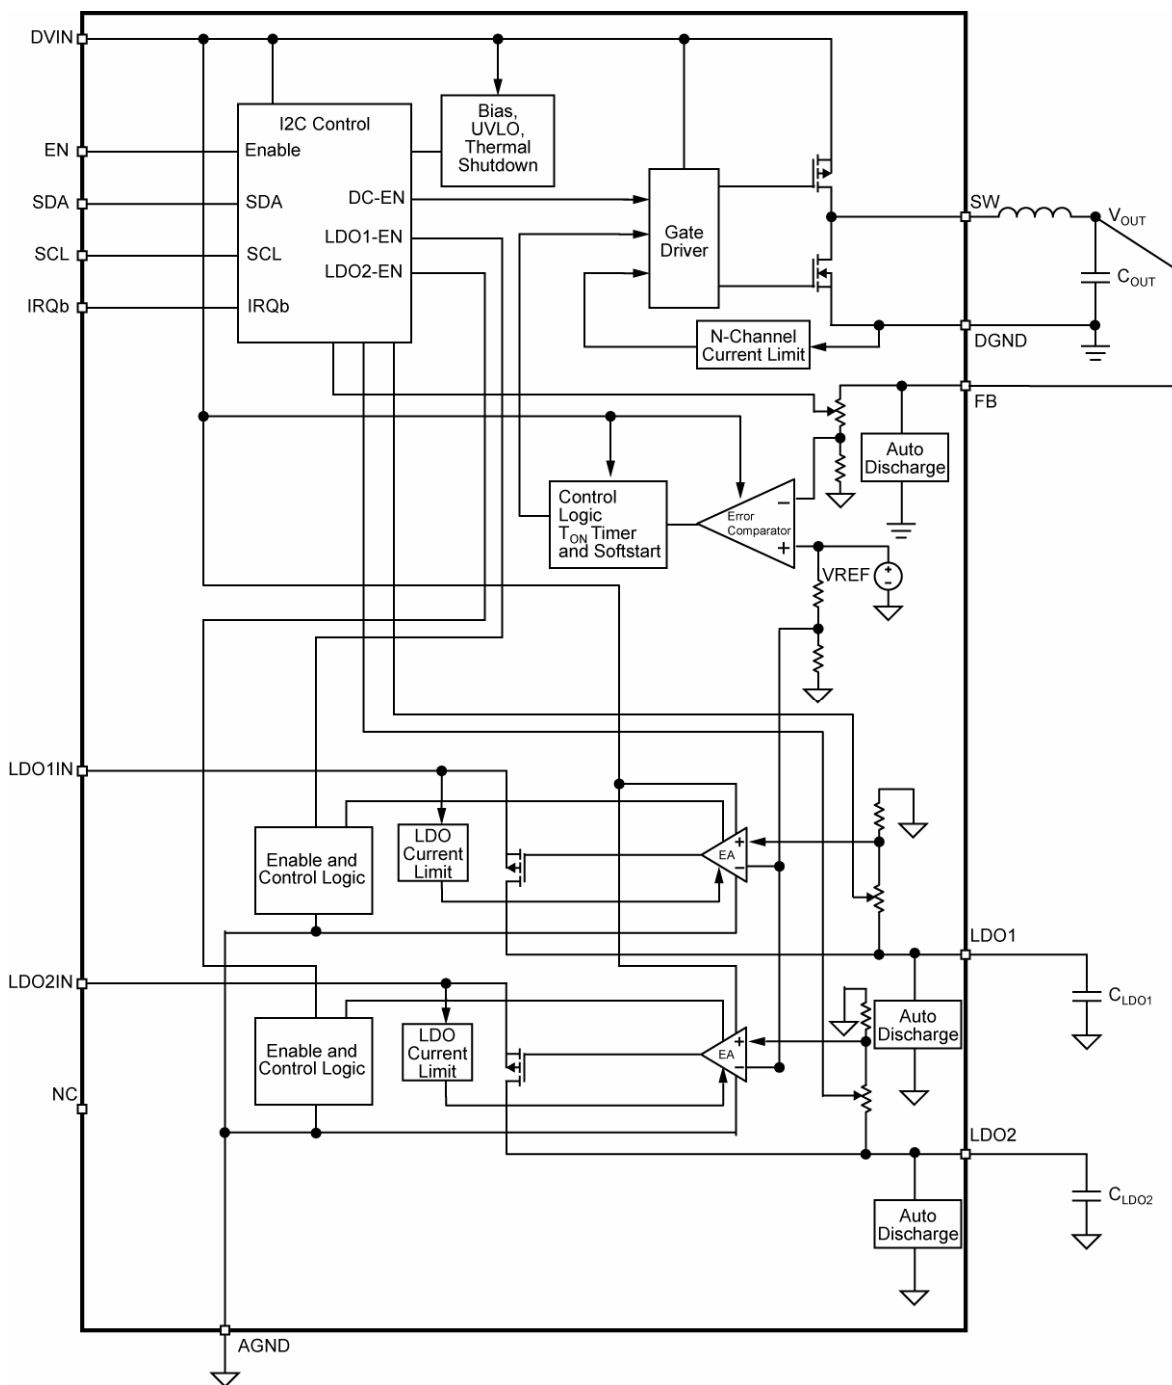 DVIN
I2C Control
Bias,
UVLO,
Thermal
Shutdown
EN
Enable
SDA
SDA
DC-EN
SCL
SCL
LDO1-EN
LDO2-EN
IRQb
IRQb
Gate
Driver
SW
VOUT
COUT
DGND
N-Channel
Current Limit
FB
Auto
Discharge
Control
Logic
TON Timer
and Softstart
Error
Comparator
−
+
VREF
+
−
LDO1IN
Enable and
Control Logic
LDO
Current
Limit
EA
+
−
LDO1
CLDO1
Auto
Discharge
LDO2IN
Enable and
Control Logic
LDO
Current
Limit
EA
+
−
NC
LDO2
CLDO2
Auto
Discharge
AGND